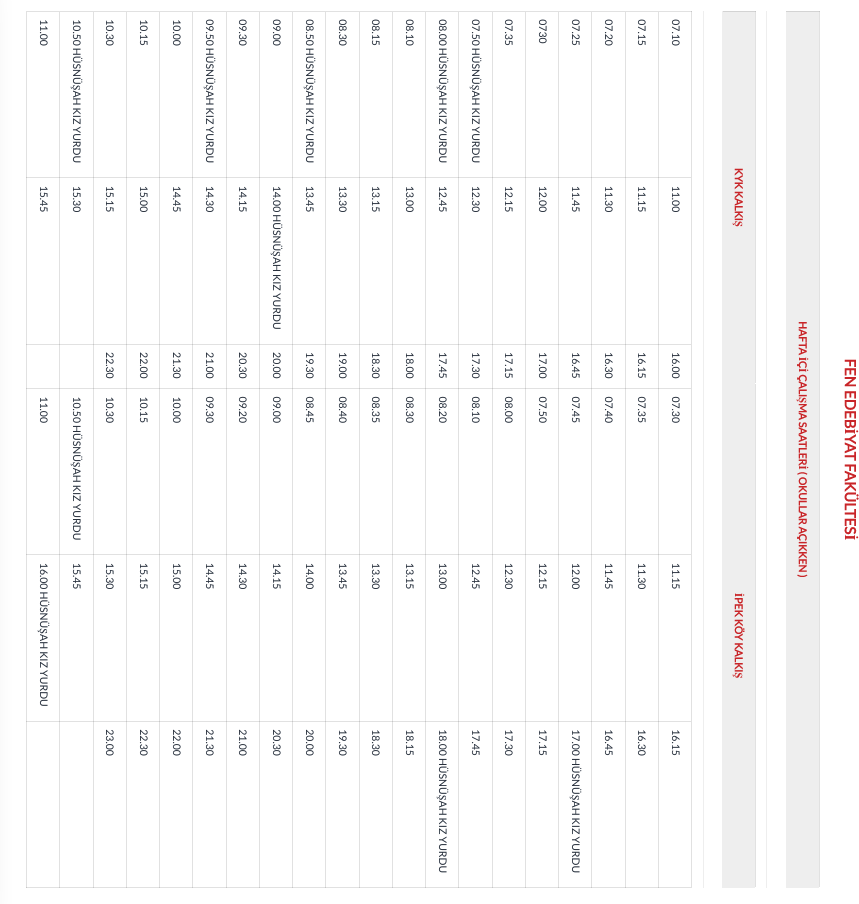 FEN EDEBİYAT FAKÜLTESİ
HAFTA İÇİ ÇALIŞMA SAATLERİ ( OKULLAR AÇIKKEN )
KYK KALKIŞ İPEK KÖY KALKIŞ
07.10 11.00 16.00 07.30 11.15 16.15
07.15 11.15 16.15 07.35 11.30 16.30
07.20 11.30 16.30 07.40 11.45 16.45
07.25 11.45 16.45 07.45 12.00 17.00 HÜSNÜŞAH KIZ YURDU
0730 12.00 17.00 07.50 12.15 17.15
07.35 12.15 17.15 08.00 12.30 17.30
07.50 HÜSNÜŞAH KIZ YURDU 12.30 17.30 08.10 12.45 17.45
08.00 HÜSNÜŞAH KIZ YURDU 12.45 17.45 08.20 13.00 18.00 HÜSNÜŞAH KIZ YURDU
08.10 13.00 18.00 08.30 13.15 18.15
08.15 13.15 18.30 08.35 13.30 18.30
08.30 13.30 19.00 08.40 13.45 19.30
08.50 HÜSNÜŞAH KIZ YURDU 13.45 19.30 08.45 14.00 20.00
09.00 14.00 HÜSNÜŞAH KIZ YURDU 20.00 09.00 14.15 20.30
09.30 14.15 20.30 09.20 14.30 21.00
09.50 HÜSNÜŞAH KIZ YURDU 14.30 21.00 09.30 14.45 21.30
10.00 14.45 21.30 10.00 15.00 22.00
10.15 15.00 22.00 10.15 15.15 22.30
10.30 15.15 22.30 10.30 15.30 23.00
10.50 HÜSNÜŞAH KIZ YURDU 15.30 10.50 HÜSNÜŞAH KIZ YURDU 15.45
11.00 15.45 11.00 16.00 HÜSNÜŞAH KIZ YURDU